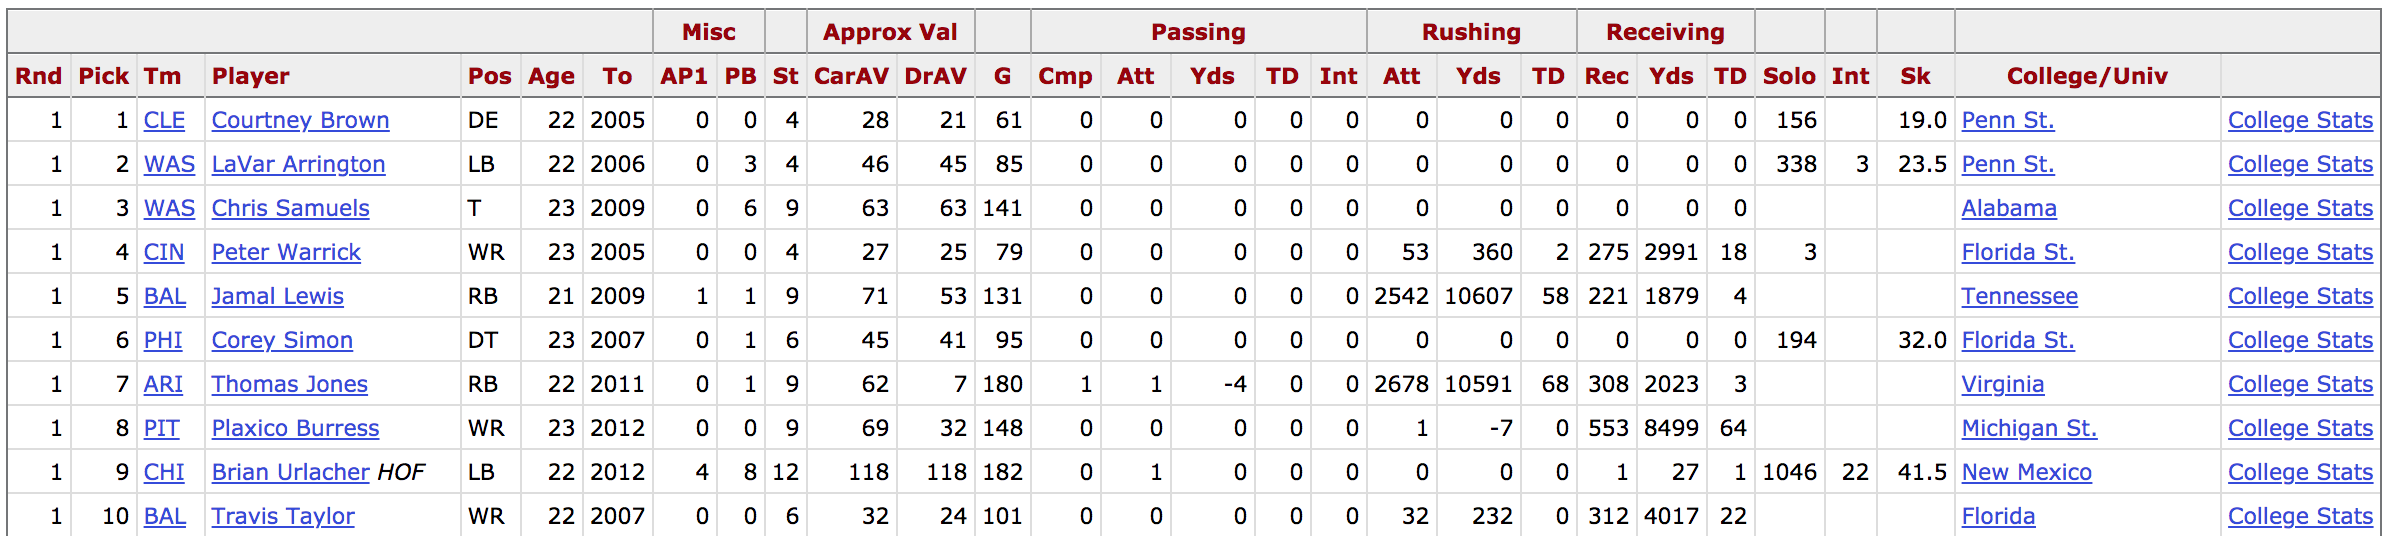 Misc Approx Val Passing Rushing Receiving
Rnd Pick Tm Player Pos Age To AP1 PB St CarAV DrAV G Cmp Att Yds TD Int Att Yds TD Rec Yds TD Solo Int Sk College/Univ
1 1 CLE Courtney Brown DE 22 2005 0 0 4 28 21 61 0 0 0 0 0 0 0 0 0 0 0 156 19.0 Penn St. College Stats
1 2 WAS LaVar Arrington LB 22 2006 0 3 4 46 45 85 0 0 0 0 0 0 0 0 0 0 0 338 3 23.5 Penn St. College Stats
1 3 WAS Chris Samuels T 23 2009 0 6 9 63 63 141 0 0 0 0 0 0 0 0 0 0 0 Alabama College Stats
1 4 CIN Peter Warrick WR 23 2005 0 0 4 27 25 79 0 0 0 0 0 53 360 2 275 2991 18 3 Florida St. College Stats
1 5 BAL Jamal Lewis RB 21 2009 1 1 9 71 53 131 0 0 0 0 0 2542 10607 58 221 1879 4 Tennessee College Stats
1 6 PHI Corey Simon DT 23 2007 0 1 6 45 41 95 0 0 0 0 0 0 0 0 0 0 0 194 32.0 Florida St. College Stats
1 7 ARI Thomas Jones RB 22 2011 0 1 9 62 7 180 1 1 -4 0 0 2678 10591 68 308 2023 3 Virginia College Stats
1 8 PIT Plaxico Burress WR 23 2012 0 0 9 69 32 148 0 0 0 0 0 1 -7 0 553 8499 64 Michigan St. College Stats
1 9 CHI Brian Urlacher HOF LB 22 2012 4 8 12 118 118 182 0 1 0 0 0 0 0 0 1 27 1 1046 22 41.5 New Mexico College Stats
1 10 BAL Travis Taylor WR 22 2007 0 0 6 32 24 101 0 0 0 0 0 32 232 0 312 4017 22 Florida College Stats